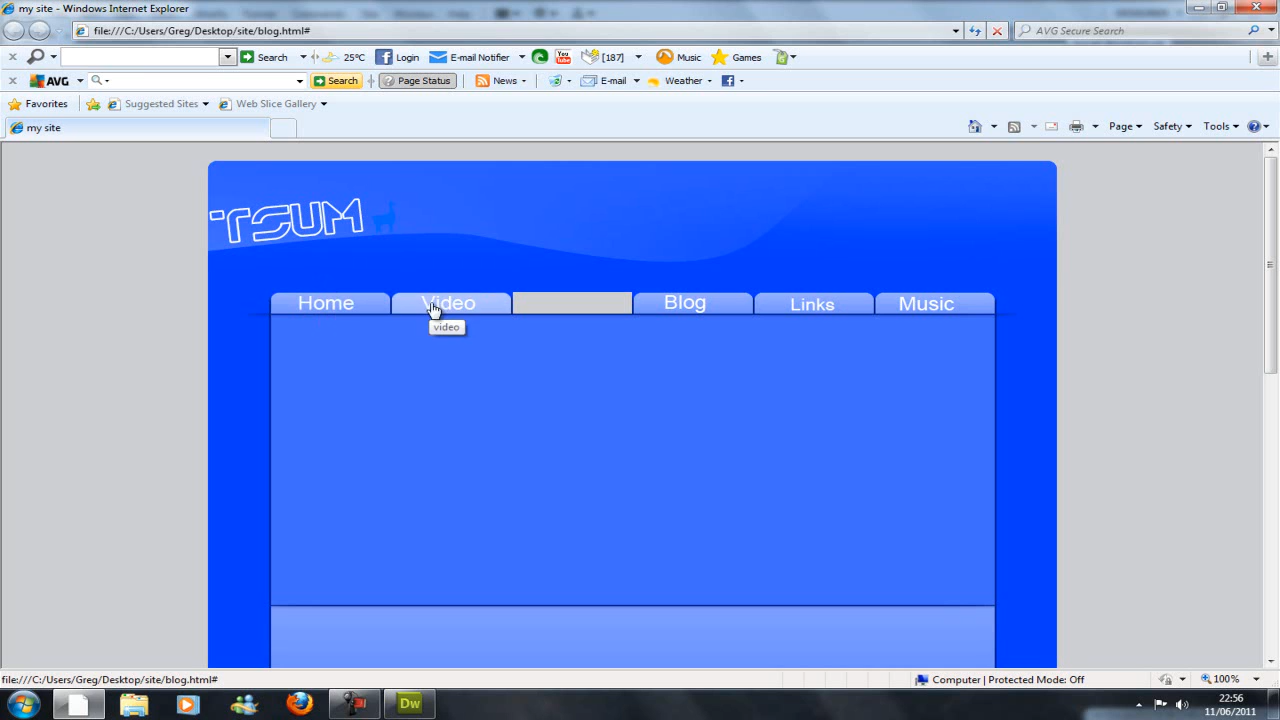 my site - Windows Internet Explorer
file:///C:/Users/Greg/Desktop/site/blog.html#
AVG Secure Search
Search
25°C
Login
E-mail Notifier
You Tube
[187]
Music
Games
AVG
Search
Page Status
News
E-mail
Weather
Favorites
Suggested Sites
Web Slice Gallery
my site
Page
Safety
Tools
TSUM
Home
Video
Blog
Links
Music
video
file:///C:/Users/Greg/Desktop/site/blog.html#
Computer | Protected Mode: Off
100%
Dw
22:56
11/06/2011